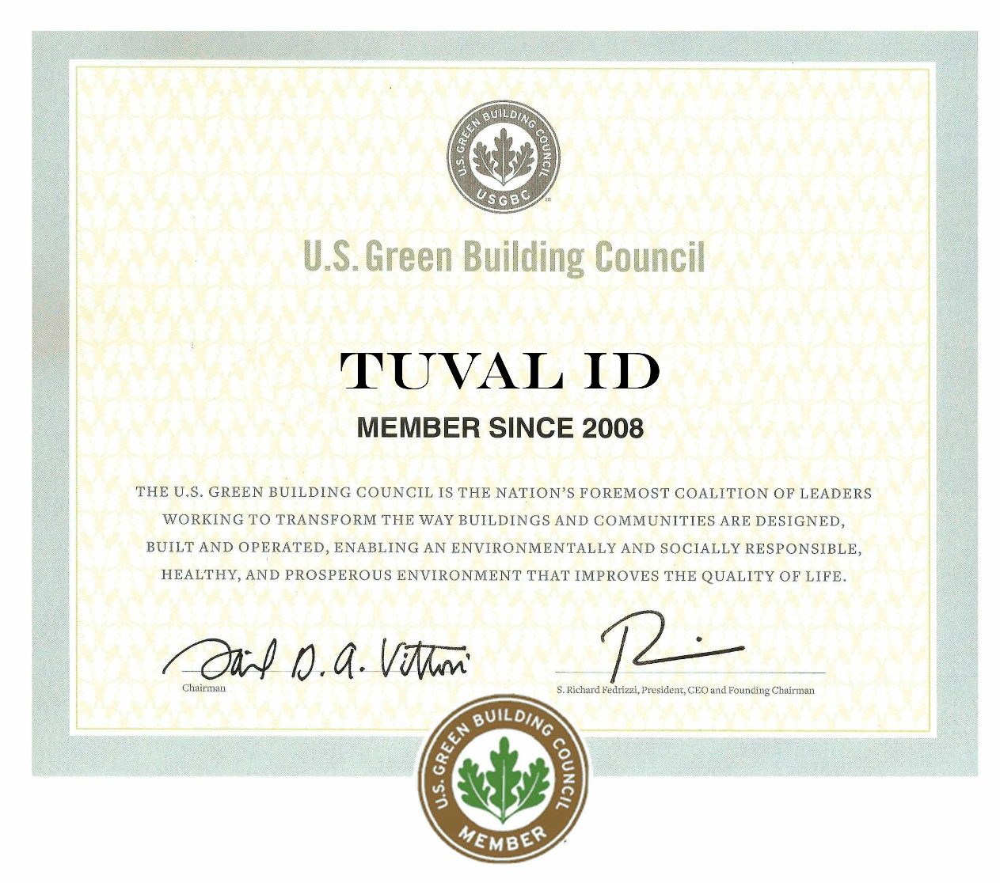 U.S. GREEN BUILDING COUNCIL
USGBC
SM
U.S. Green Building Council
TUVAL ID
MEMBER SINCE 2008
THE U.S. GREEN BUILDING COUNCIL IS THE NATION'S FOREMOST COALITION OF LEADERS
WORKING TO TRANSFORM THE WAY BUILDINGS AND COMMUNITIES ARE DESIGNED,
BUILT AND OPERATED, ENABLING AN ENVIRONMENTALLY AND SOCIALLY RESPONSIBLE,
HEALTHY, AND PROSPEROUS ENVIRONMENT THAT IMPROVES THE QUALITY OF LIFE.
D. A. Vittori
Chairman
S. Richard Fedrizzi, President, CEO and Founding Chairman
U.S. GREEN BUILDING COUNCIL
MEMBER